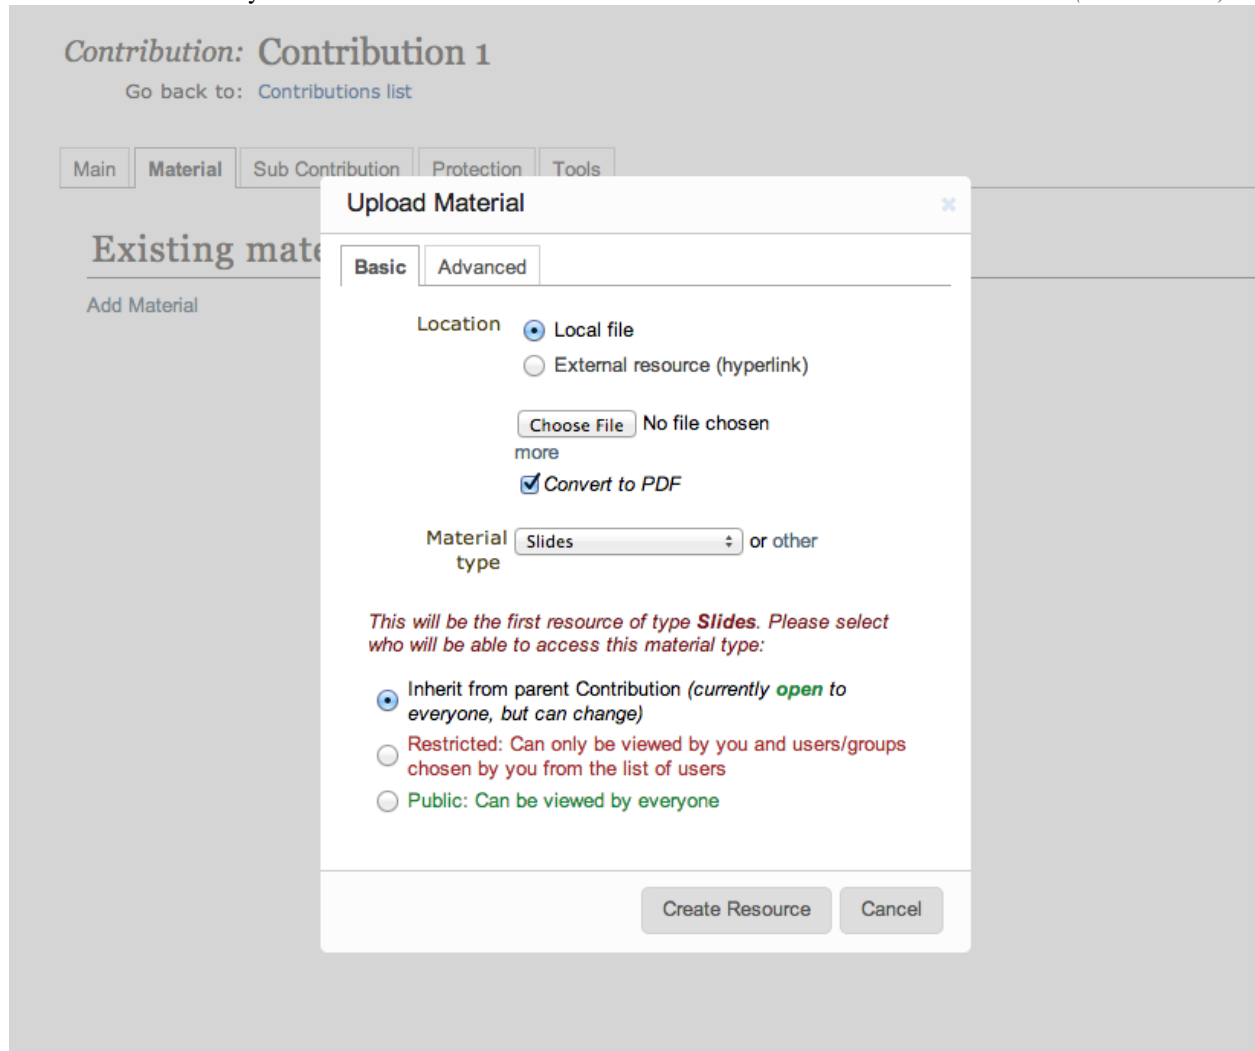 Contribution: Contribution 1
Go back to: Contributions list
Main Material Sub Contribution Protection Tools
Upload Material
Existing
Basic Advanced
Add Material
Location Local file
External resource (hyperlink)
Choose File No file chosen
more
Convert to PDF
Material type Slides or other
This will be the first resource of type Slides. Please select
who will be able to access this material type:
Inherit from parent Contribution (currently open to
everyone, but can change)
Restricted: Can only be viewed by you and users/groups
chosen by you from the list of users
Public: Can be viewed by everyone
Create Resource Cancel